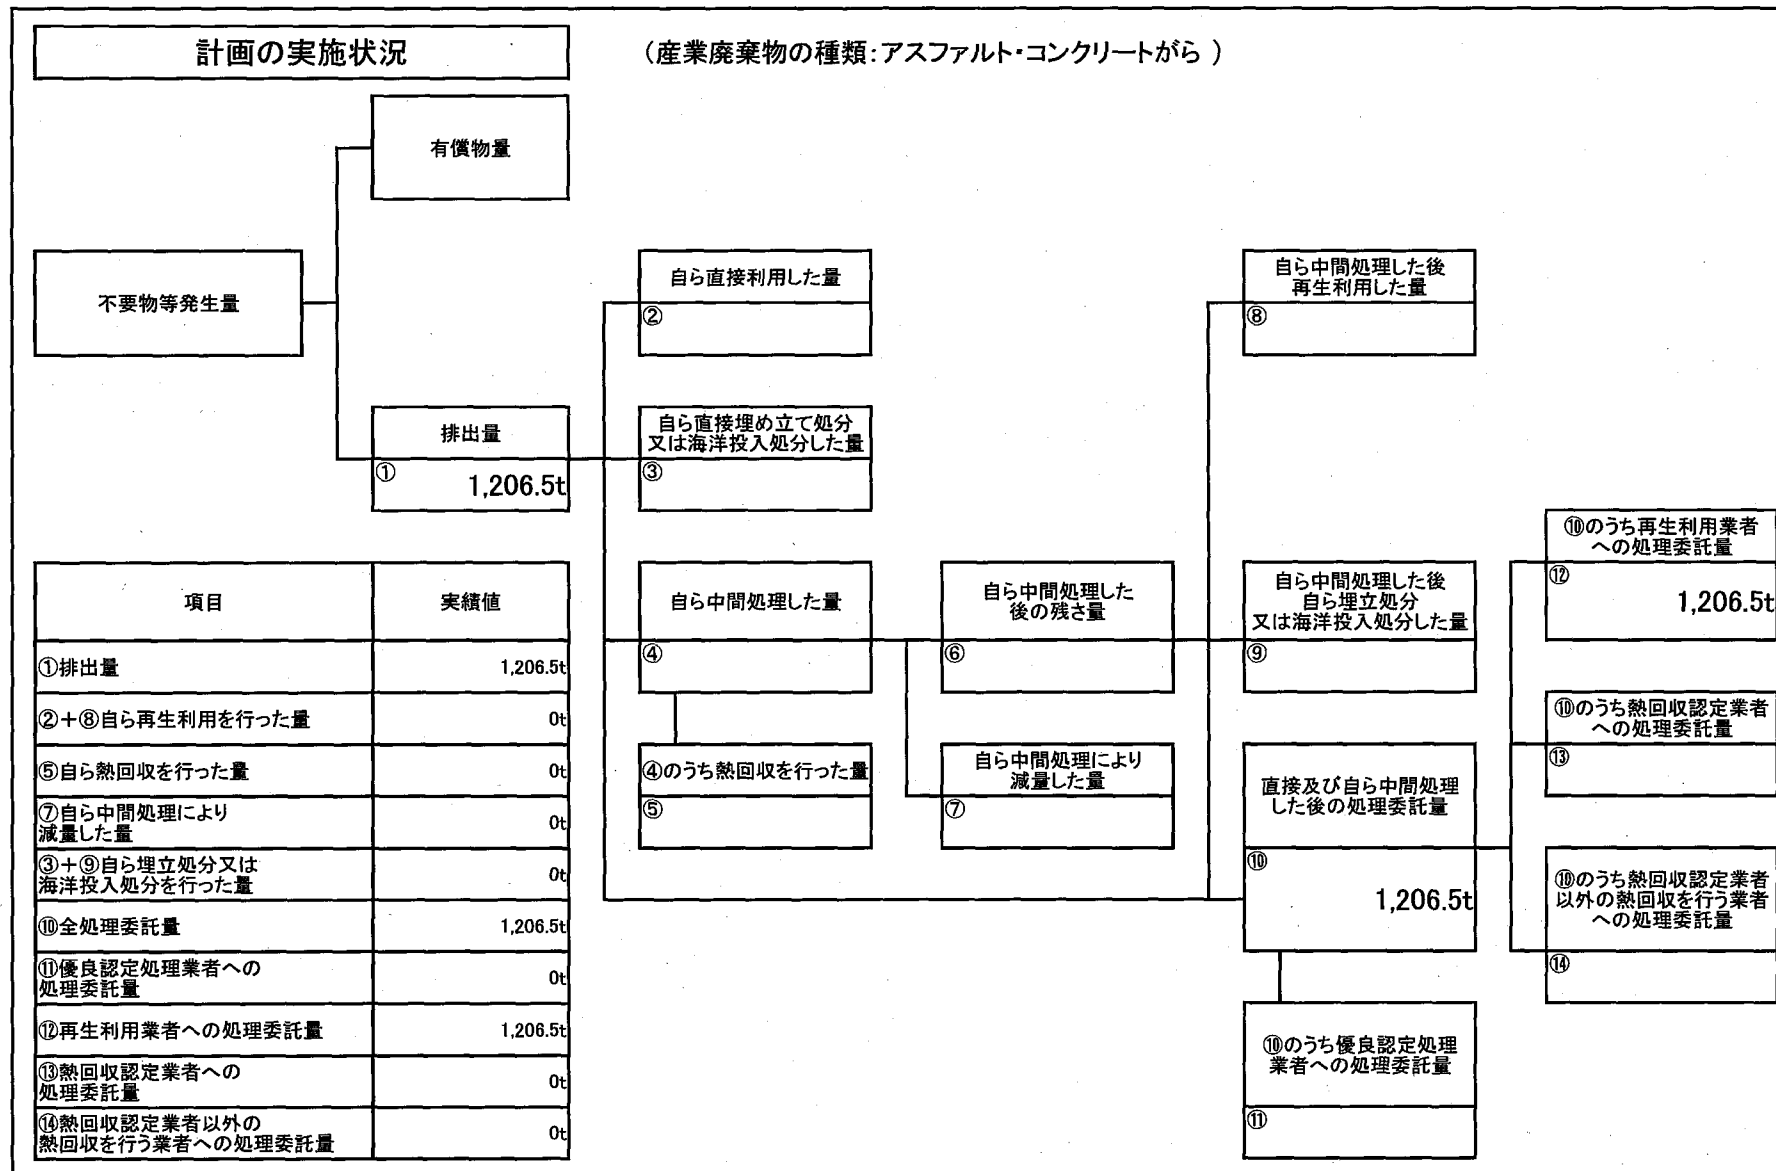 計画の実施状況
（産業廃棄物の種類：アスファルト・コンクリートがら ）
有償物量
不要物等発生量
排出量
①
1,206.5t
自ら直接利用した量
②
自ら直接埋め立て処分
又は海洋投入処分した量
③
自ら中間処理した量
④
④のうち熱回収を行った量
⑤
自ら中間処理した
後の残さ量
⑥
自ら中間処理により
減量した量
⑦
自ら中間処理した後
再生利用した量
⑧
自ら中間処理した後
自ら埋立処分
又は海洋投入処分した量
⑨
直接及び自ら中間処理
した後の処理委託量
⑩
1,206.5t
⑩のうち優良認定処理
業者への処理委託量
⑪
⑩のうち再生利用業者
への処理委託量
⑫
1,206.5t
⑩のうち熱回収認定業者
への処理委託量
⑬
⑩のうち熱回収認定業者
以外の熱回収を行う業者
への処理委託量
⑭
項目 実績値
①排出量 1,206.5t
②＋⑧自ら再生利用を行った量 0t
⑤自ら熱回収を行った量 0t
⑦自ら中間処理により
減量した量 0t
③＋⑨自ら埋立処分又は
海洋投入処分を行った量 0t
⑩全処理委託量 1,206.5t
⑪優良認定処理業者への
処理委託量 0t
⑫再生利用業者への処理委託量 1,206.5t
⑬熱回収認定業者への
処理委託量 0t
⑭熱回収認定業者以外の
熱回収を行う業者への処理委託量 0t